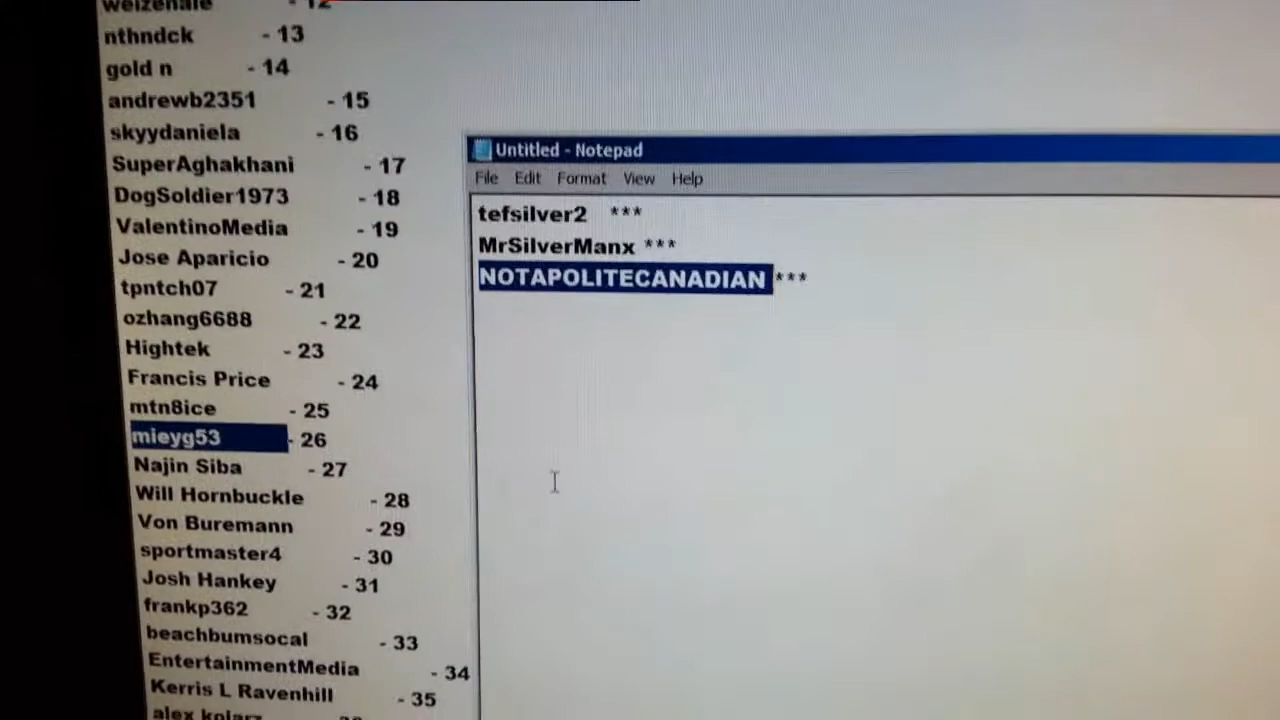 weizenale - 12
nthndck - 13
gold n - 14
andrewb2351 - 15
skyydaniela - 16
SuperAghakhani - 17
DogSoldier1973 - 18
ValentinoMedia - 19
Jose Aparicio - 20
tpntch07 - 21
ozhang6688 - 22
Hightek - 23
Francis Price - 24
mtn8ice - 25
mieyg53 - 26
Najin Siba - 27
Will Hornbuckle - 28
Von Buremann - 29
sportmaster4 - 30
Josh Hankey - 31
frankp362 - 32
beachbumsocal - 33
EntertainmentMedia - 34
Kerris L Ravenhill - 35
alex
Untitled - Notepad
File Edit Format View Help
tefsilver2 ***
MrSilverManx ***
NOTAPOLITECANADIAN ***